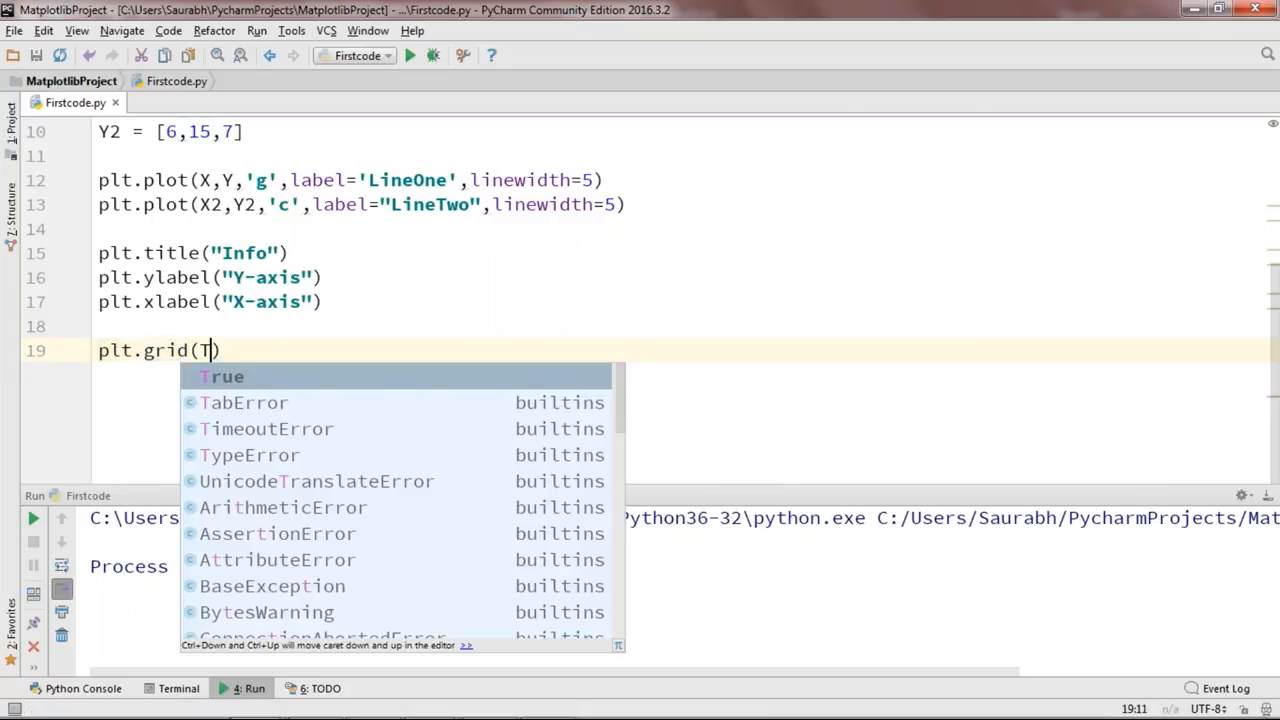 MatplotlibProject - [C:\Users\Saurabh\PycharmProjects\MatplotlibProject] - ...\Firstcode.py - PyCharm Community Edition 2016.3.2
File Edit View Navigate Code Refactor Run Tools VCS Window Help
Firstcode
MatplotlibProject Firstcode.py
Firstcode.py
1: Project
2: Structure
10 Y2 = [6,15,7]
11
12 plt.plot(X,Y,'g',label='LineOne',linewidth=5)
13 plt.plot(X2,Y2,'c',label="LineTwo",linewidth=5)
14
15 plt.title("Info")
16 plt.ylabel("Y-axis")
17 plt.xlabel("X-axis")
18
19 plt.grid(T)
True
TabError builtins
TimeoutError builtins
TypeError builtins
UnicodeTranslateError builtins
ArithmeticError builtins
AssertionError builtins
AttributeError builtins
BaseException builtins
BytesWarning builtins
ConnectionAbortedError builtins
Ctrl+Down and Ctrl+Up will move caret down and up in the editor >> π
Run Firstcode
C:\Users Python36-32\python.exe C:/Users/Saurabh/PycharmProjects/Mat
Process
2: Favorites
Python Console Terminal 4: Run 6: TODO Event Log
19:11 n/a UTF-8